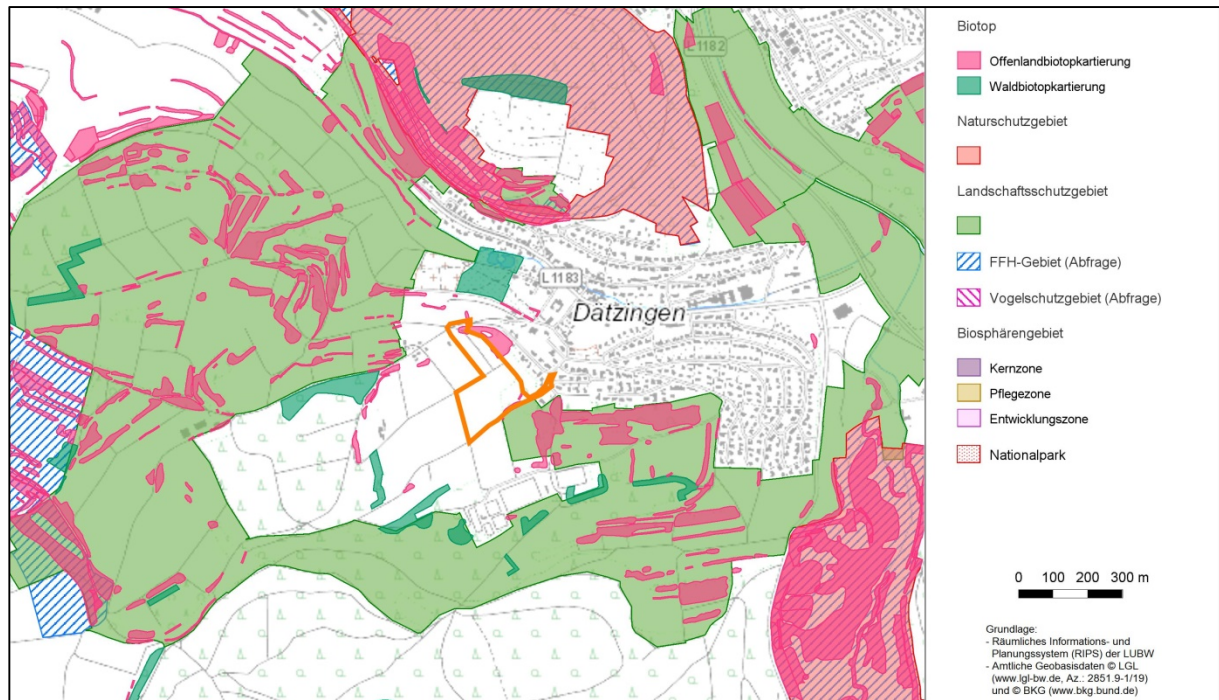 L 1182
L 1183
Dätzingen
Biotop
Offenlandbiotopkartierung
Waldbiotopkartierung
Naturschutzgebiet
Landschaftsschutzgebiet
FFH-Gebiet (Abfrage)
Vogelschutzgebiet (Abfrage)
Biosphärengebiet
Kernzone
Pflegezone
Entwicklungszone
Nationalpark
0 100 200 300 m
Grundlage:
- Räumliches Informations- und
Planungssystem (RIPS) der LUBW
- Amtliche Geobasisdaten © LGL
(www.lgl-bw.de, Az.: 2851.9-1/19)
und © BKG (www.bkg.bund.de)